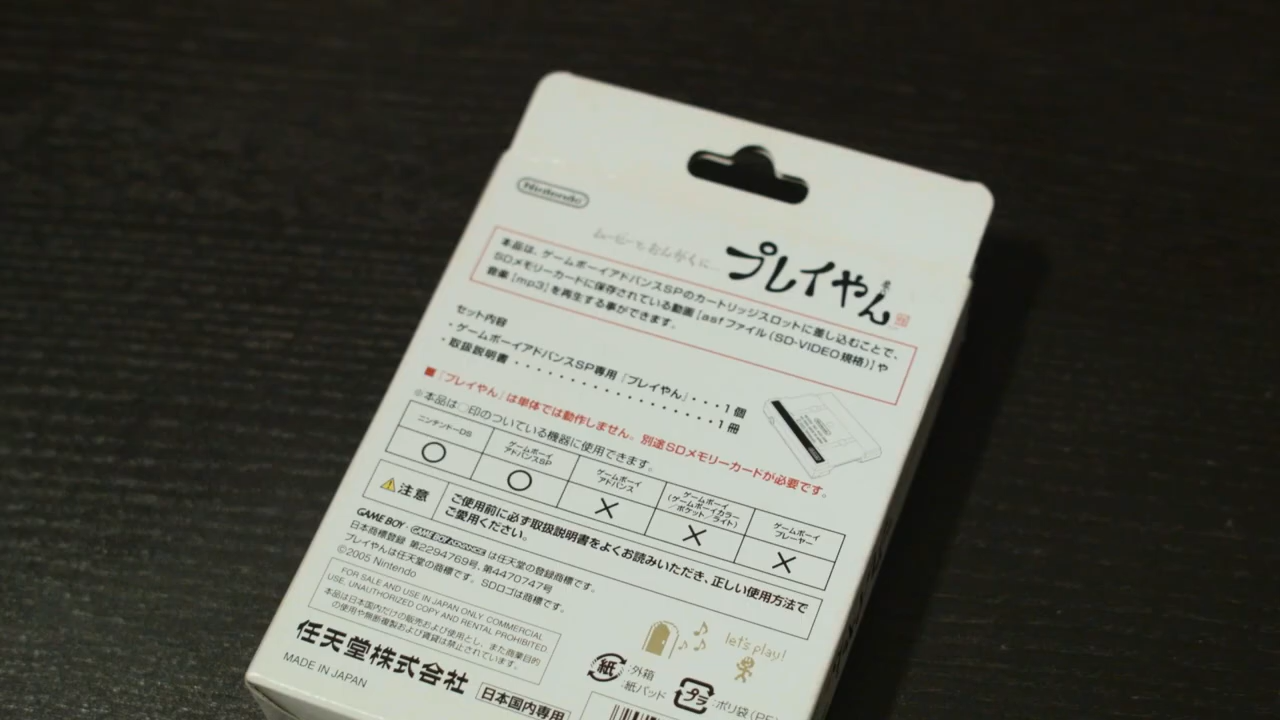 Nintendo
ムービーとおんがくに…
プレイやん
本品は、ゲームボーイアドバンスSPのカートリッジスロットに差し込むことで、
SDメモリーカードに保存されている動画[asfファイル(SD-VIDEO規格)]や
音楽[mp3]を再生する事ができます。
セット内容
・ゲームボーイアドバンスSP専用『プレイやん』・・・1個
・取扱説明書・・・・・・・・・・・・・・・・1冊
■『プレイやん』は単体では動作しません。別途SDメモリーカードが必要です。
※本品は○印のついている機器に使用できます。
ニンテンドーDS
ゲームボーイ
アドバンスSP
ゲームボーイ
アドバンス
ゲームボーイ
(ゲームボーイカラー
/ポケット/ライト)
ゲームボーイ
プレーヤー
○ ○ × × ×
注意
ご使用前に必ず取扱説明書をよくお読みいただき、正しい使用方法で
ご愛用ください。
GAME BOY・GAME BOY ADVANCE は任天堂の登録商標です。
日本商標登録 第2294769号、第4470747号
プレイやんは任天堂の商標です。SDロゴは商標です。
©2005 Nintendo
FOR SALE AND USE IN JAPAN ONLY. COMMERCIAL
USE, UNAUTHORIZED COPY AND RENTAL PROHIBITED
本品は日本国内だけの販売および使用とし、また商業目的
の使用や無断複製および賃貸は禁止されています。
let's play!
任天堂株式会社
MADE IN JAPAN
日本国内専用
紙
:外箱
:紙パッド
プラ
:ポリ袋(PE)